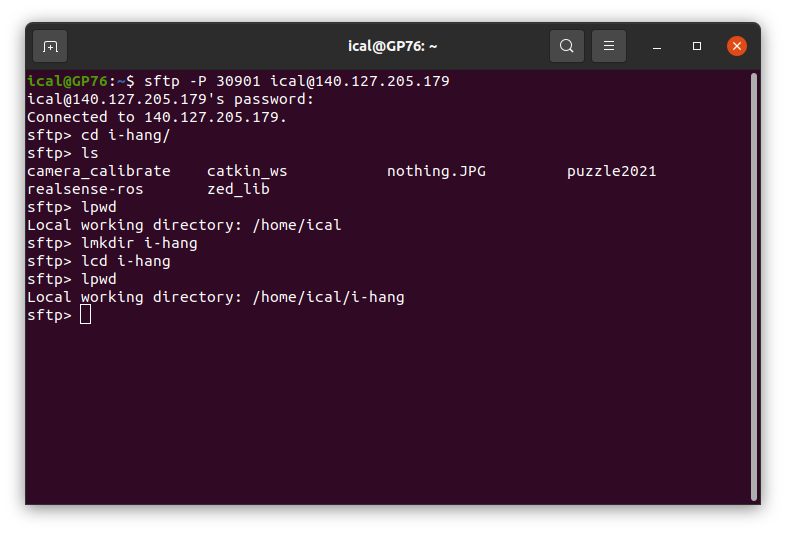 ical@GP76: ~
ical@GP76:~$ sftp -P 30901 ical@140.127.205.179
ical@140.127.205.179's password:
Connected to 140.127.205.179.
sftp> cd i-hang/
sftp> ls
camera_calibrate    catkin_ws           nothing.JPG         puzzle2021
realsense-ros       zed_lib
sftp> lpwd
Local working directory: /home/ical
sftp> lmkdir i-hang
sftp> lcd i-hang
sftp> lpwd
Local working directory: /home/ical/i-hang
sftp>